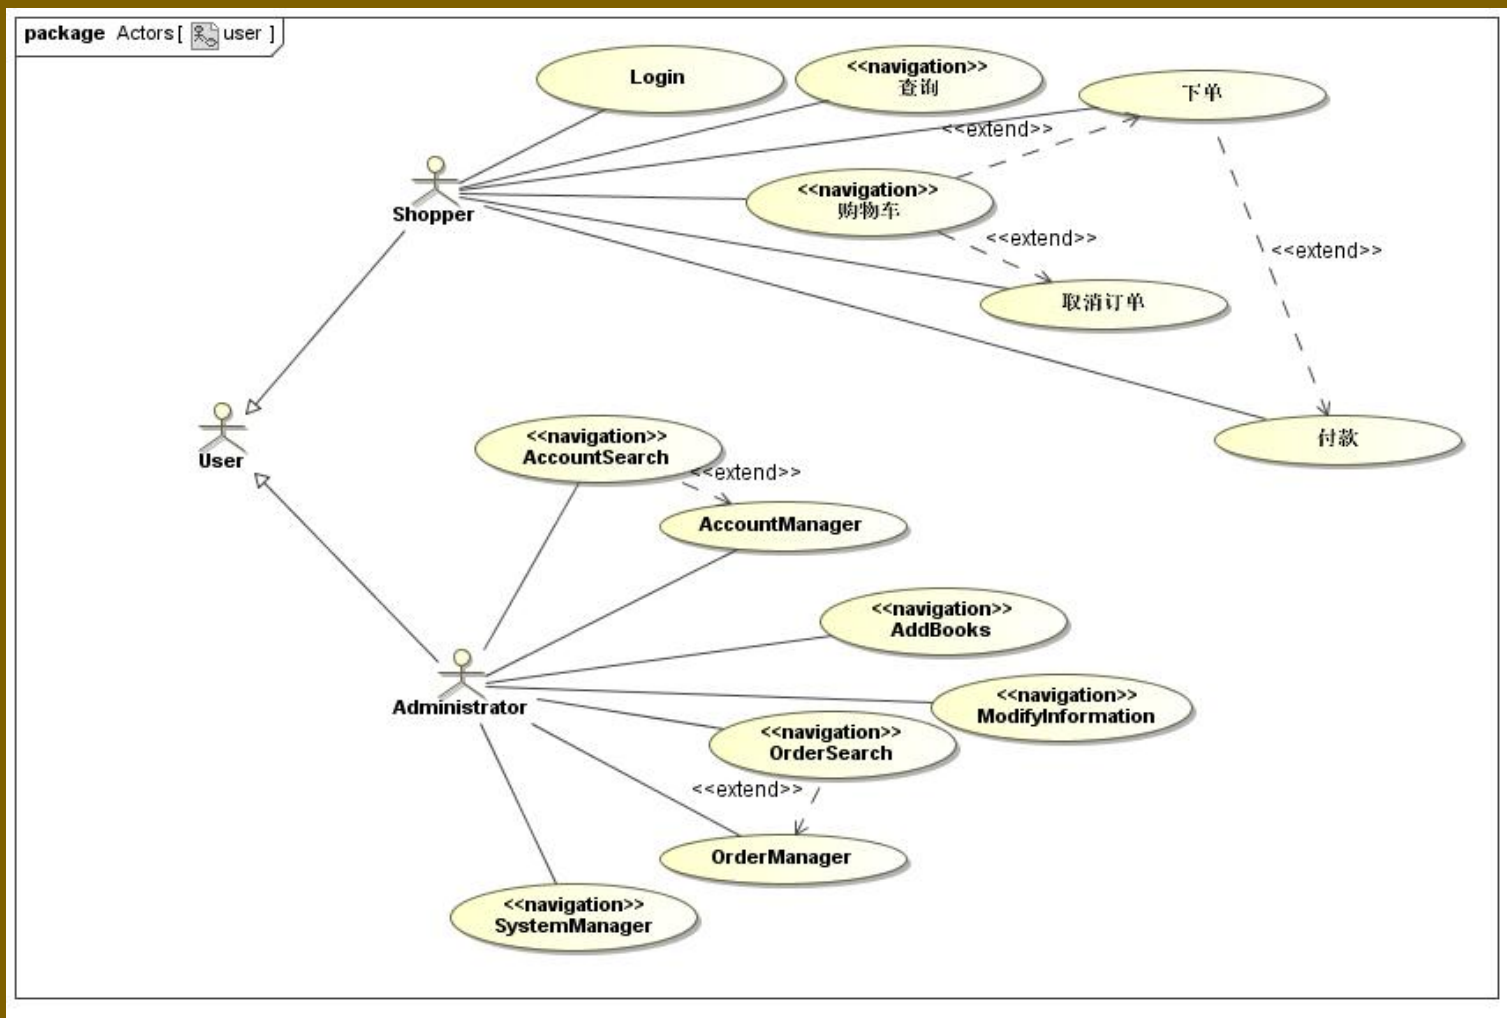 package Actors [ user ]
Login
<<navigation>>
查询
下单
<<extend>>
<<navigation>>
购物车
Shopper
<<extend>>
<<extend>>
取消订单
付款
User
<<navigation>>
AccountSearch
<<extend>>
AccountManager
<<navigation>>
AddBooks
<<navigation>>
ModifyInformation
Administrator
<<navigation>>
OrderSearch
<<extend>>
OrderManager
<<navigation>>
SystemManager